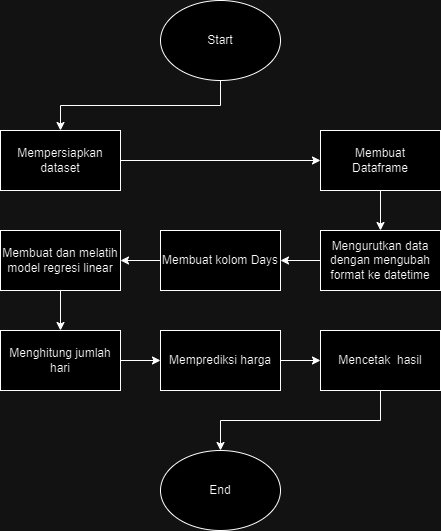 Start
Mempersiapkan
dataset
Membuat
Dataframe
Mengurutkan data
dengan mengubah
format ke datetime
Membuat kolom Days
Membuat dan melatih
model regresi linear
Menghitung jumlah
hari
Memprediksi harga
Mencetak hasil
End